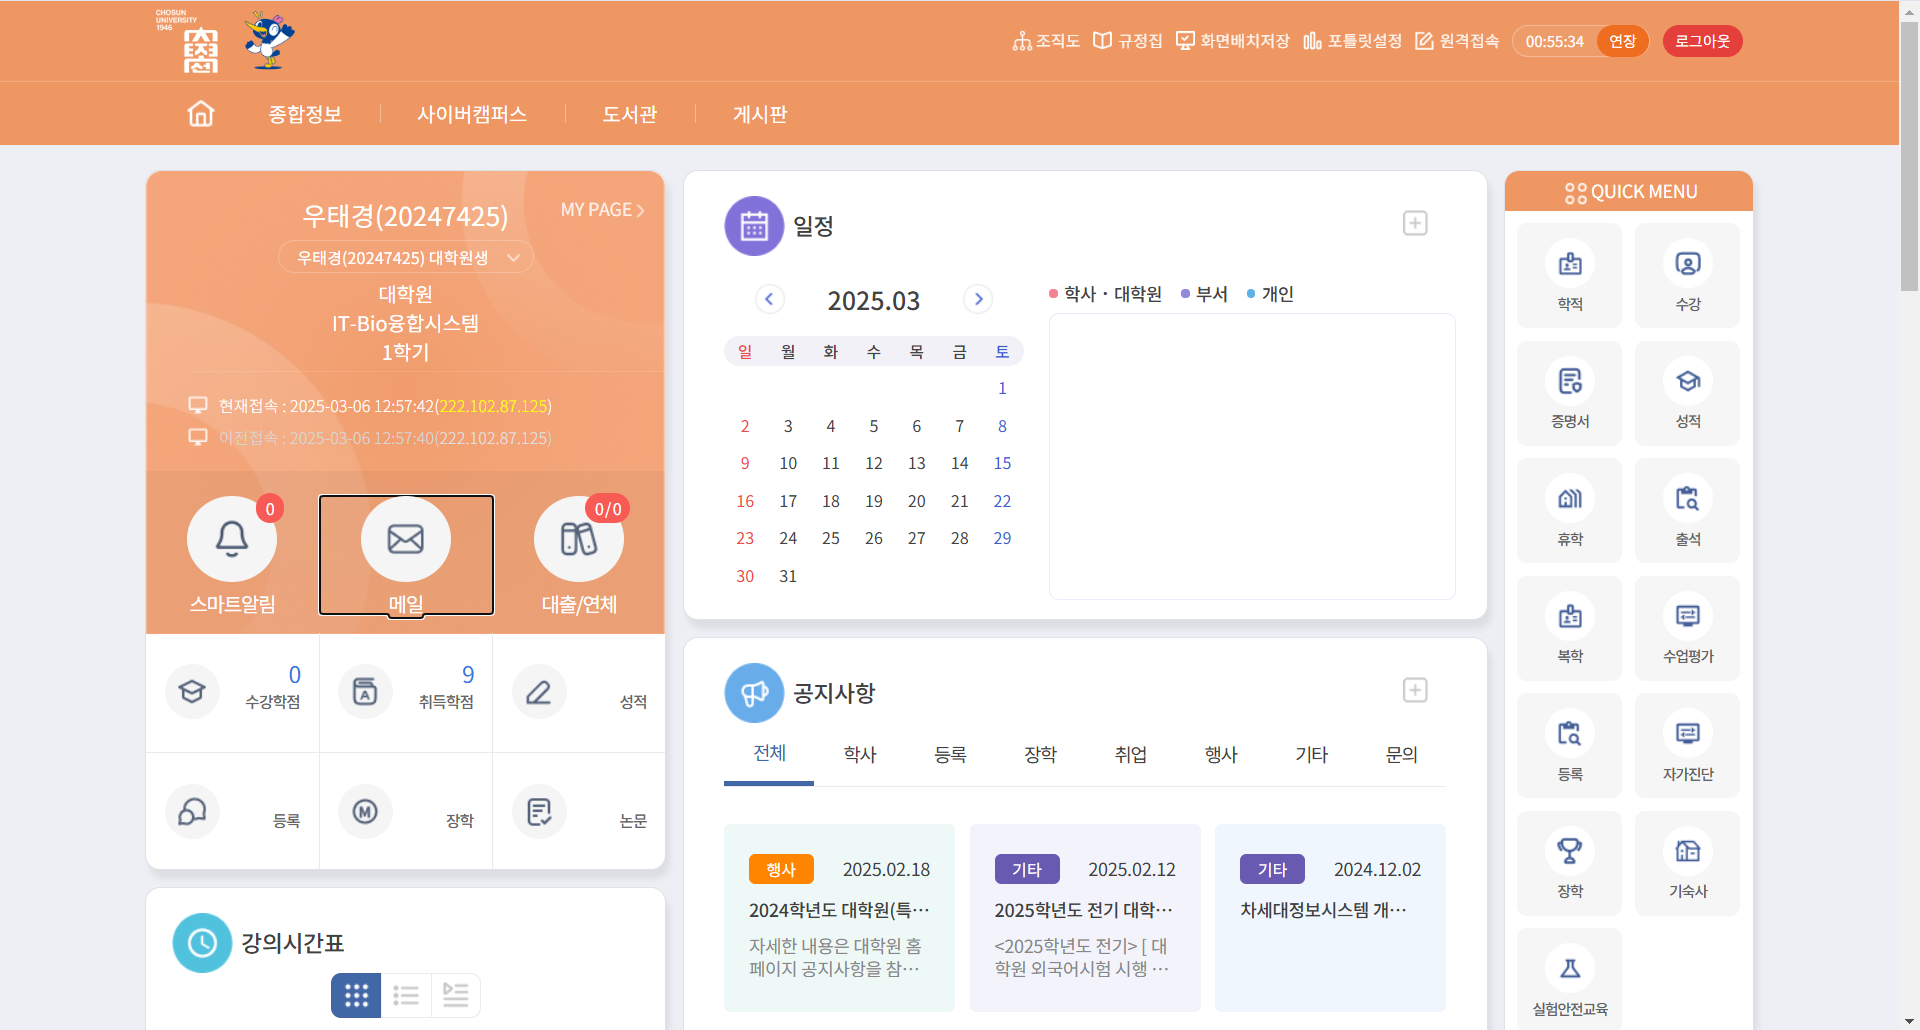 CHOSUN
UNIVERSITY
1946
조직도
규정집
화면배치저장
포틀릿설정
원격접속
00:55:34
연장
로그아웃
종합정보
사이버캠퍼스
도서관
게시판
우태경(20247425)
MY PAGE
우태경(20247425) 대학원생
대학원
IT-Bio융합시스템
1학기
현재접속 : 2025-03-06 12:57:42(222.102.87.125)
이전접속 : 2025-03-06 12:57:40(222.102.87.125)
0
0/0
스마트알림
메일
대출/연체
0
수강학점
9
취득학점
성적
등록
장학
논문
강의시간표
일정
2025.03
학사・대학원
부서
개인
일 월 화 수 목 금 토
1
2 3 4 5 6 7 8
9 10 11 12 13 14 15
16 17 18 19 20 21 22
23 24 25 26 27 28 29
30 31
공지사항
전체 학사 등록 장학 취업 행사 기타 문의
행사 2025.02.18
2024학년도 대학원(특···
자세한 내용은 대학원 홈
페이지 공지사항을 참···
기타 2025.02.12
2025학년도 전기 대학···
<2025학년도 전기> [ 대
학원 외국어시험 시행 ···
기타 2024.12.02
차세대정보시스템 개···
QUICK MENU
학적
수강
증명서
성적
휴학
출석
복학
수업평가
등록
자가진단
장학
기숙사
실험안전교육